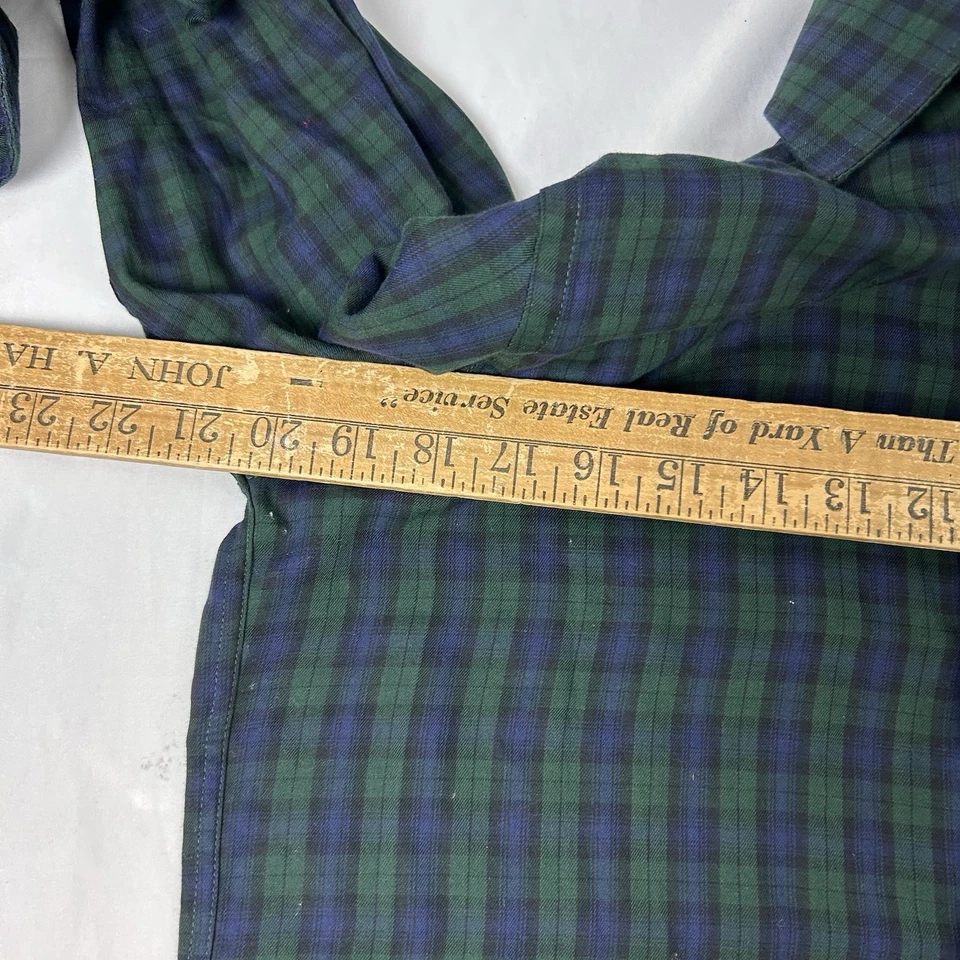 12 13 14 15 16 17 18 19 20 21 22 23
Than A Yard of Real Estate Service" – JOHN A. HA